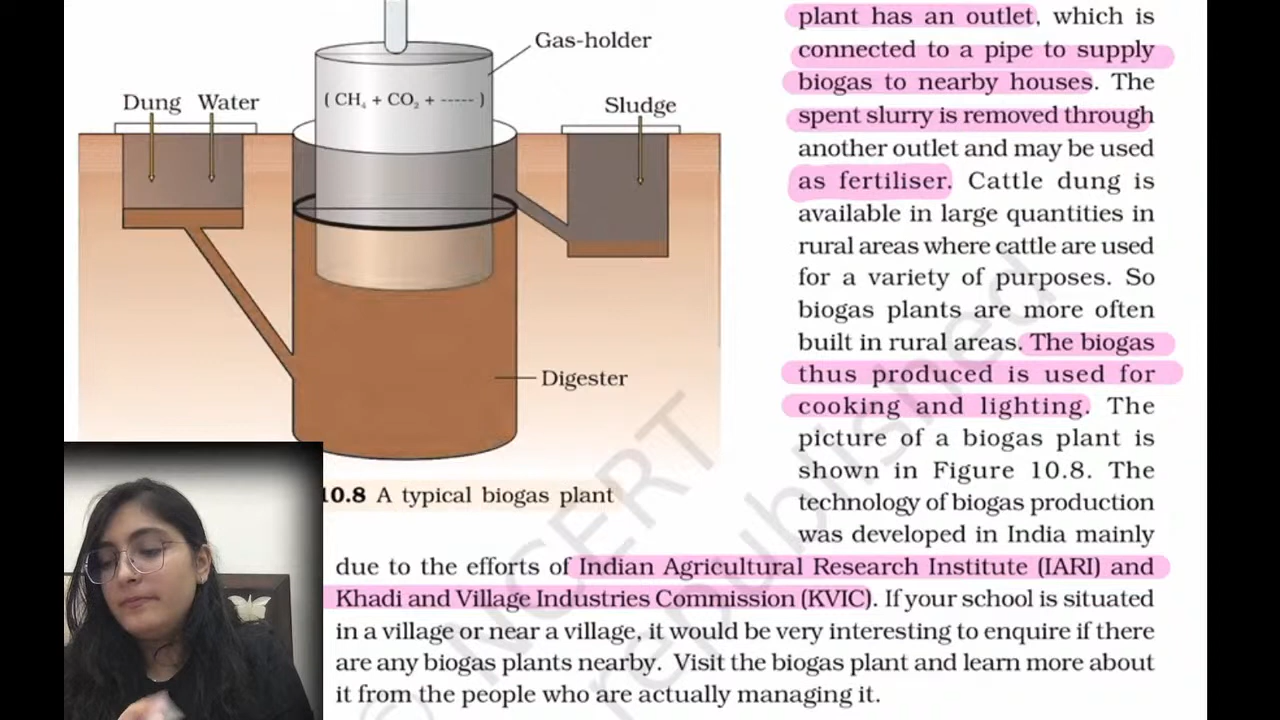 Gas-holder
( CH₄ + CO₂ + ----- )
Dung Water
Sludge
Digester
10.8 A typical biogas plant
plant has an outlet, which is
connected to a pipe to supply
biogas to nearby houses. The
spent slurry is removed through
another outlet and may be used
as fertiliser. Cattle dung is
available in large quantities in
rural areas where cattle are used
for a variety of purposes. So
biogas plants are more often
built in rural areas. The biogas
thus produced is used for
cooking and lighting. The
picture of a biogas plant is
shown in Figure 10.8. The
technology of biogas production
was developed in India mainly
due to the efforts of Indian Agricultural Research Institute (IARI) and
Khadi and Village Industries Commission (KVIC). If your school is situated
in a village or near a village, it would be very interesting to enquire if there
are any biogas plants nearby. Visit the biogas plant and learn more about
it from the people who are actually managing it.
© NCERT
republished